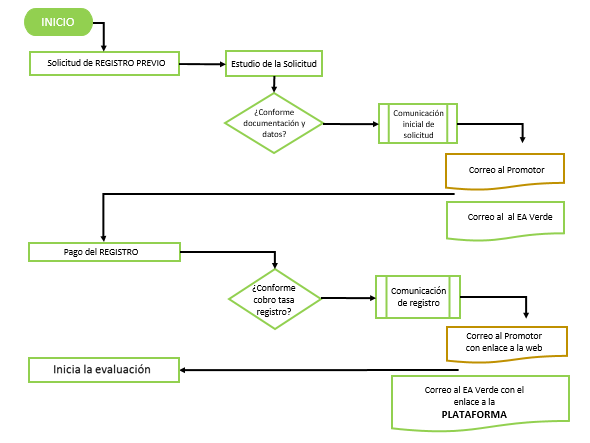 INICIO
Solicitud de REGISTRO PREVIO
Estudio de la Solicitud
¿Conforme
documentación y
datos?
Comunicación
inicial de
solicitud
Correo al Promotor
Correo al  al EA Verde
Pago del REGISTRO
¿Conforme
cobro tasa
registro?
Comunicación
de registro
Correo al Promotor
con enlace a la web
Inicia la evaluación
Correo al EA Verde con el
enlace a la
PLATAFORMA